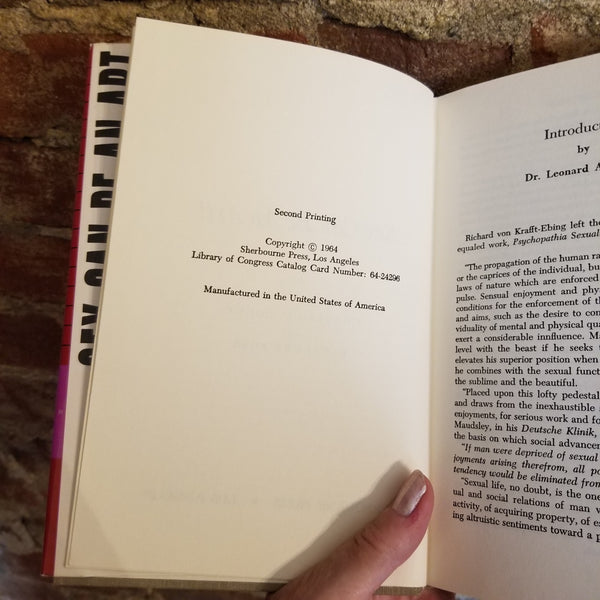 SEX CAN BE AN ART
Second Printing
Copyright © 1964
Sherbourne Press, Los Angeles
Library of Congress Catalog Card Number: 64-24296
Manufactured in the United States of America
Introduct
by
Dr. Leonard A
Richard von Krafft-Ebing left the
equaled work, Psychopathia Sexual
"The propagation of the human ra
or the caprices of the individual, bu
laws of nature which are enforced
pulse. Sensual enjoyment and phy
conditions for the enforcement of th
and aims, such as the desire to con
viduality of mental and physical qua
exert a considerable innfluence. Ma
level with the beast if he seeks t
elevates his superior position when
he combines with the sexual funct
the sublime and the beautiful.
"Placed upon this lofty pedestal
and draws from the inexhaustible
enjoyments, for serious work and fo
Maudsley, in his Deutsche Klinik,
the basis on which social advancem
"If man were deprived of sexual
joyments arising therefrom, all po
tendency would be eliminated from
"Sexual life, no doubt, is the one
ual and social relations of man
activity, of acquiring property, of es
ing altruistic sentiments toward a p